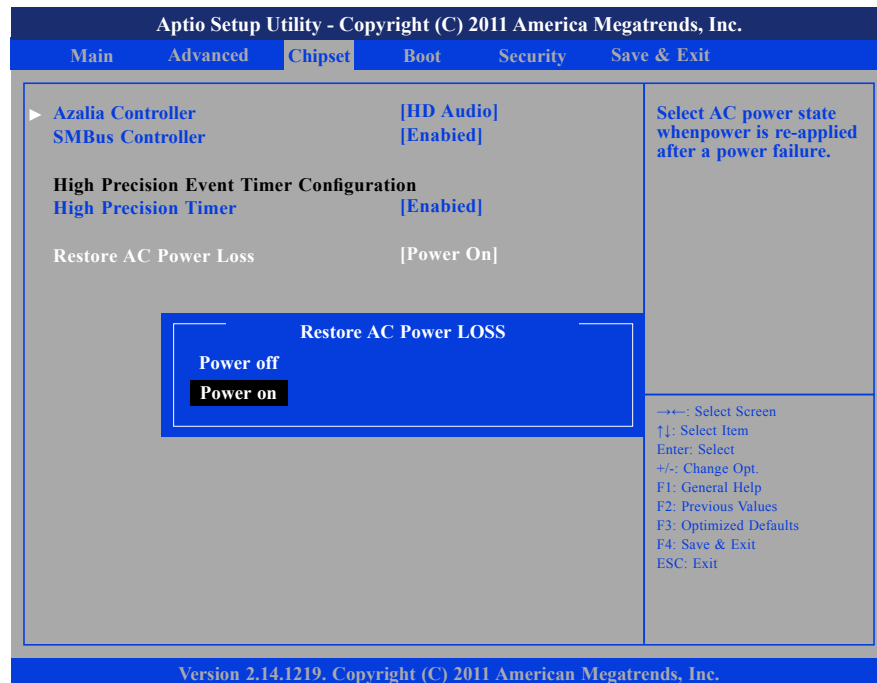 Aptio Setup Utility - Copyright (C) 2011 America Megatrends, Inc.
Main Advanced Chipset Boot Security Save & Exit
► Azalia Controller [HD Audio]
SMBus Controller [Enabied]
High Precision Event Timer Configuration
High Precision Timer [Enabied]
Restore AC Power Loss [Power On]
Restore AC Power LOSS
Power off
Power on
Select AC power state
whenpower is re-applied
after a power failure.
→←: Select Screen
↑↓: Select Item
Enter: Select
+/-: Change Opt.
F1: General Help
F2: Previous Values
F3: Optimized Defaults
F4: Save & Exit
ESC: Exit
Version 2.14.1219. Copyright (C) 2011 American Megatrends, Inc.